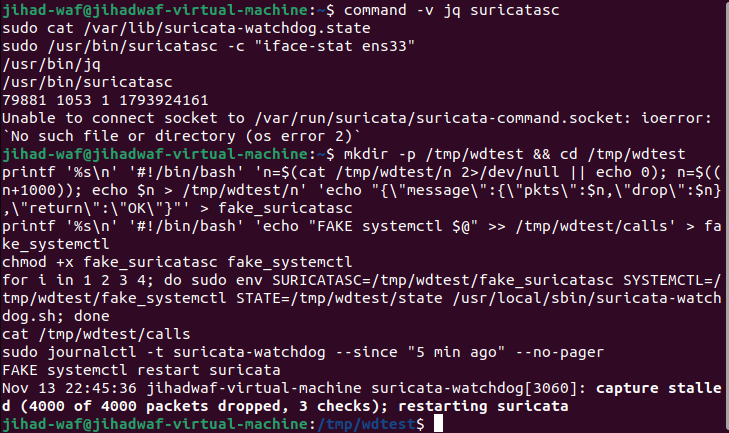 jihad-waf@jihadwaf-virtual-machine:~$ command -v jq suricatasc
sudo cat /var/lib/suricata-watchdog.state
sudo /usr/bin/suricatasc -c "iface-stat ens33"
/usr/bin/jq
/usr/bin/suricatasc
79881 1053 1 1793924161
Unable to connect socket to /var/run/suricata/suricata-command.socket: ioerror:
`No such file or directory (os error 2)`
jihad-waf@jihadwaf-virtual-machine:~$ mkdir -p /tmp/wdtest && cd /tmp/wdtest
printf '%s\n' '#!/bin/bash' 'n=$(cat /tmp/wdtest/n 2>/dev/null || echo 0); n=$((
n+1000)); echo $n > /tmp/wdtest/n' 'echo "{\"message\":{\"pkts\":$n,\"drop\":$n}
,\"return\":\"OK\"}"' > fake_suricatasc
printf '%s\n' '#!/bin/bash' 'echo "FAKE systemctl $@" >> /tmp/wdtest/calls' > fa
ke_systemctl
chmod +x fake_suricatasc fake_systemctl
for i in 1 2 3 4; do sudo env SURICATASC=/tmp/wdtest/fake_suricatasc SYSTEMCTL=/
tmp/wdtest/fake_systemctl STATE=/tmp/wdtest/state /usr/local/sbin/suricata-watch
dog.sh; done
cat /tmp/wdtest/calls
sudo journalctl -t suricata-watchdog --since "5 min ago" --no-pager
FAKE systemctl restart suricata
Nov 13 22:45:36 jihadwaf-virtual-machine suricata-watchdog[3060]: capture stalle
d (4000 of 4000 packets dropped, 3 checks); restarting suricata
jihad-waf@jihadwaf-virtual-machine:/tmp/wdtest$